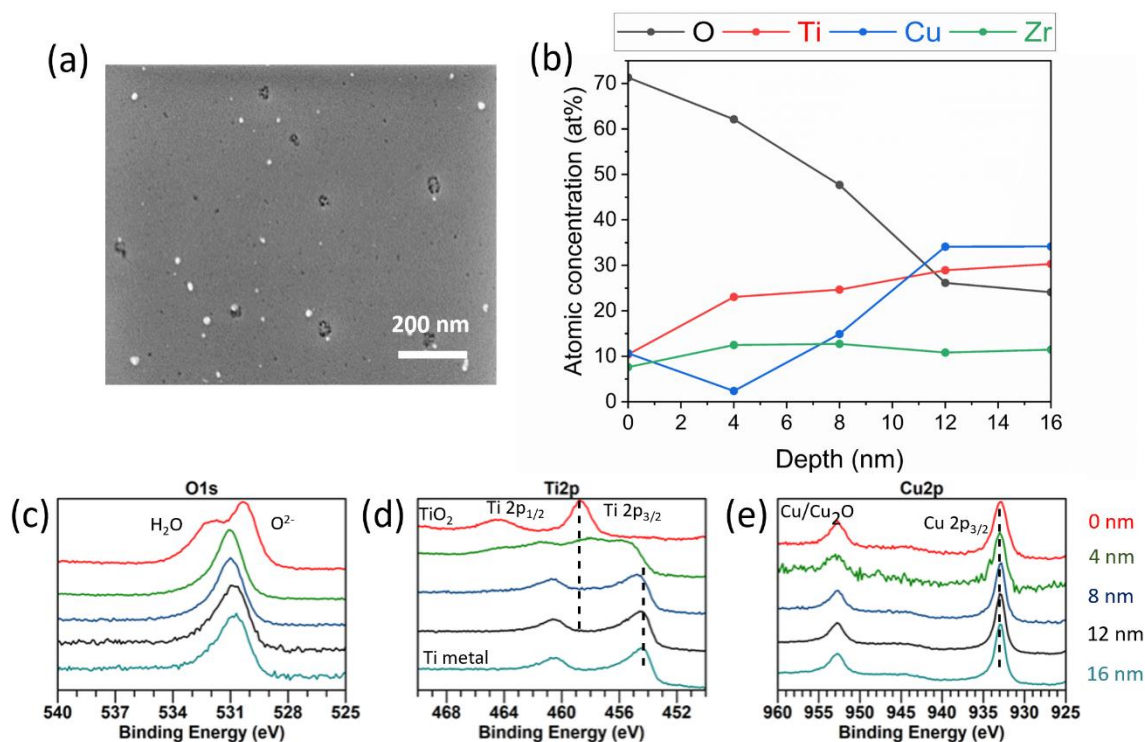 O Ti Cu Zr
(a)
200 nm
(b)
Atomic concentration (at%)
70
60
50
40
30
20
10
0
0 2 4 6 8 10 12 14 16
Depth (nm)
(c)
O1s
H₂O O²⁻
540 537 534 531 528 525
Binding Energy (eV)
(d)
Ti2p
TiO₂ Ti 2p₁/₂ Ti 2p₃/₂
Ti metal
468 464 460 456 452
Binding Energy (eV)
(e)
Cu2p
Cu/Cu₂O Cu 2p₃/₂
960 955 950 945 940 935 930 925
Binding Energy (eV)
0 nm
4 nm
8 nm
12 nm
16 nm